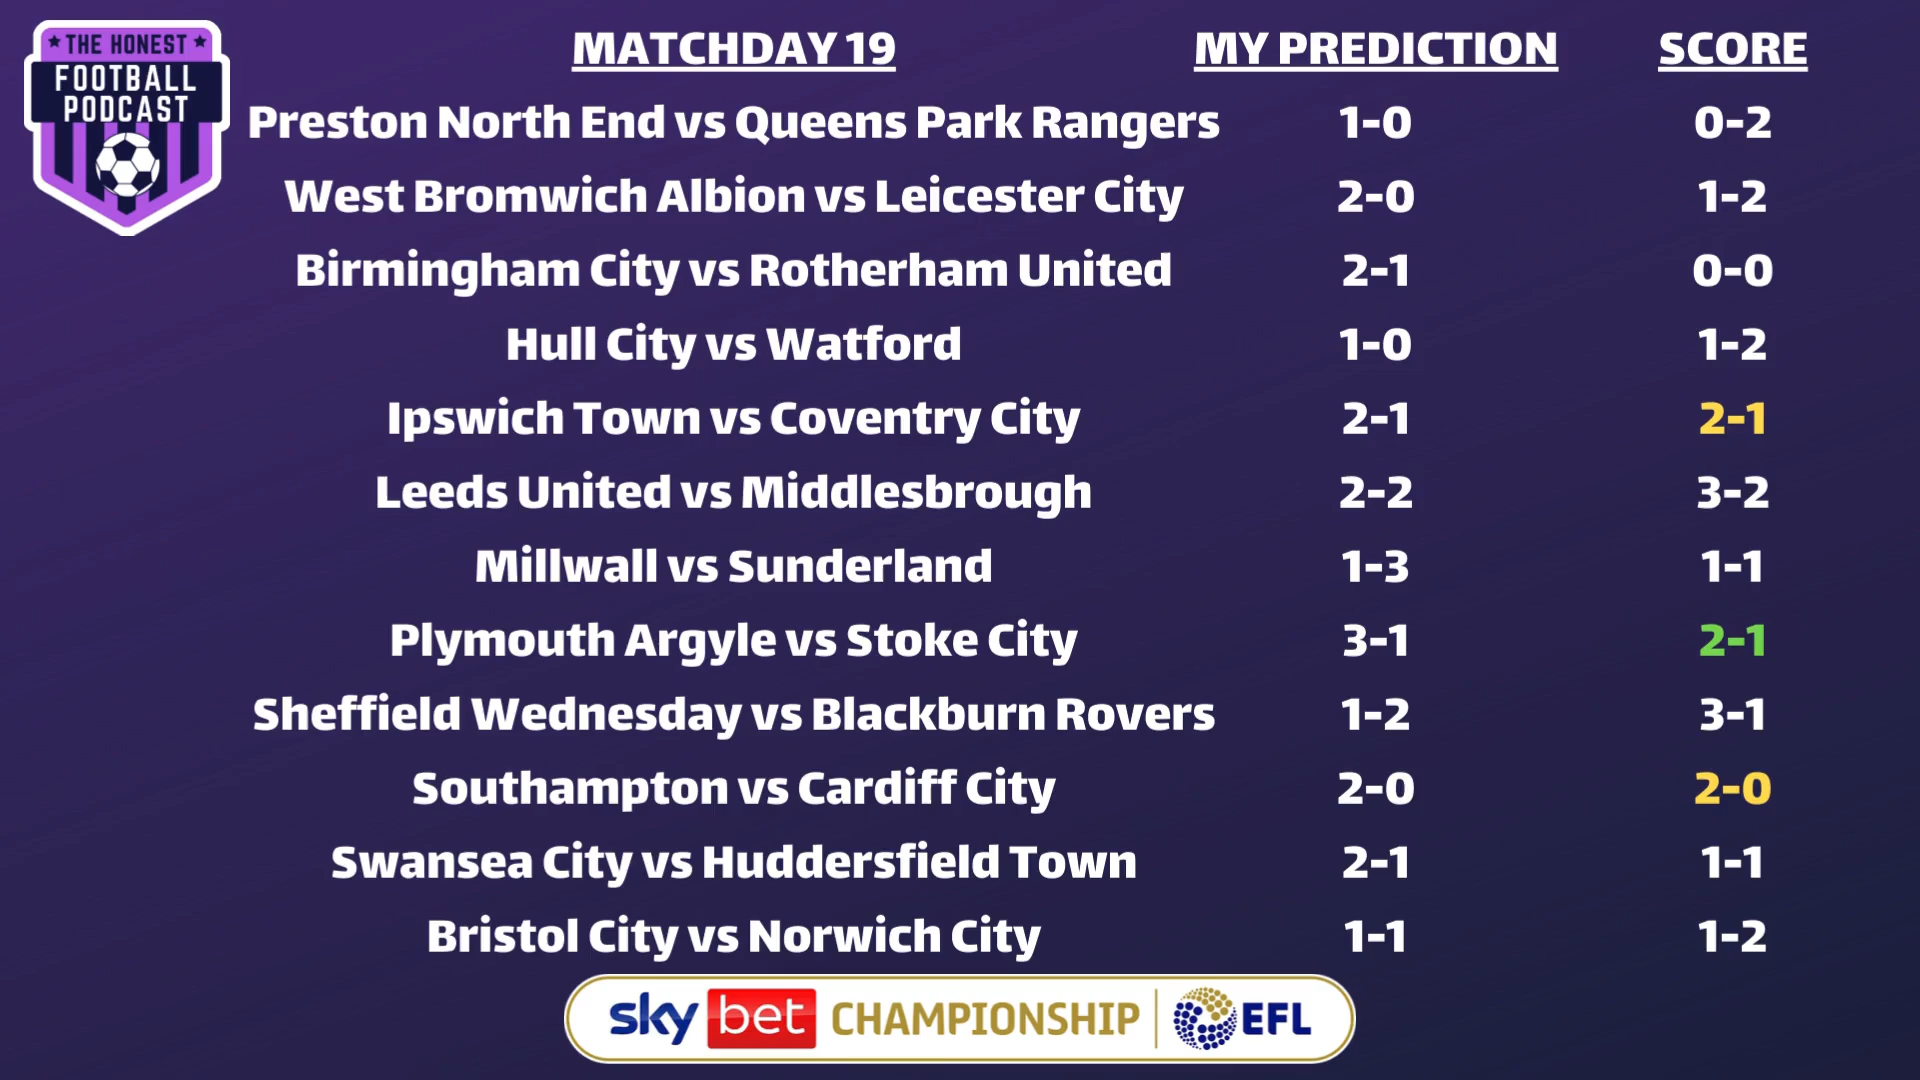 ★ THE HONEST ★
FOOTBALL
PODCAST
MATCHDAY 19 MY PREDICTION SCORE
Preston North End vs Queens Park Rangers 1-0 0-2
West Bromwich Albion vs Leicester City 2-0 1-2
Birmingham City vs Rotherham United 2-1 0-0
Hull City vs Watford 1-0 1-2
Ipswich Town vs Coventry City 2-1 2-1
Leeds United vs Middlesbrough 2-2 3-2
Millwall vs Sunderland 1-3 1-1
Plymouth Argyle vs Stoke City 3-1 2-1
Sheffield Wednesday vs Blackburn Rovers 1-2 3-1
Southampton vs Cardiff City 2-0 2-0
Swansea City vs Huddersfield Town 2-1 1-1
Bristol City vs Norwich City 1-1 1-2
sky bet CHAMPIONSHIP EFL